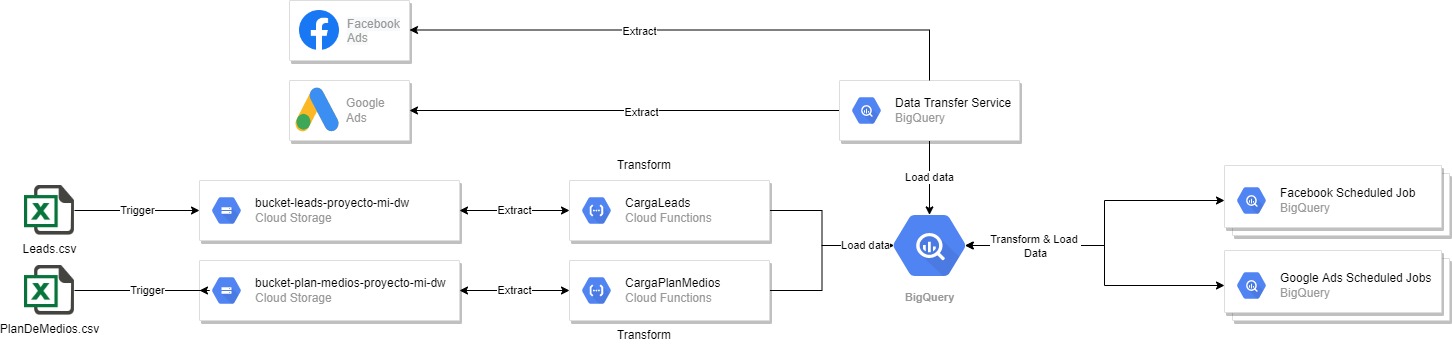 Facebook
Ads
Extract
Google
Ads
Extract
Data Transfer Service
BigQuery
Load data
Transform
Leads.csv
Trigger
bucket-leads-proyecto-mi-dw
Cloud Storage
Extract
CargaLeads
Cloud Functions
PlanDeMedios.csv
Trigger
bucket-plan-medios-proyecto-mi-dw
Cloud Storage
Extract
CargaPlanMedios
Cloud Functions
Transform
Load data
BigQuery
Transform & Load
Data
Facebook Scheduled Job
BigQuery
Google Ads Scheduled Jobs
BigQuery